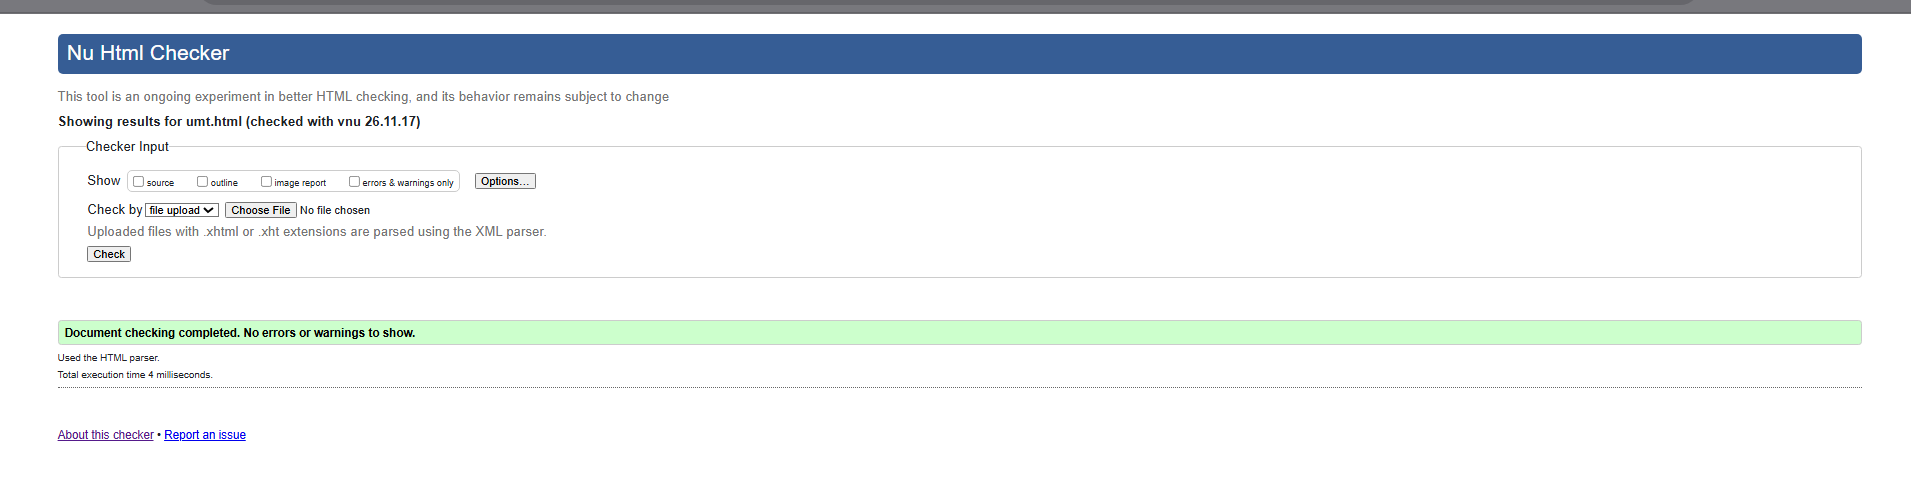 Nu Html Checker
This tool is an ongoing experiment in better HTML checking, and its behavior remains subject to change
Showing results for umt.html (checked with vnu 26.11.17)
Checker Input
Show source outline image report errors & warnings only Options...
Check by file upload Choose File No file chosen
Uploaded files with .xhtml or .xht extensions are parsed using the XML parser.
Check
Document checking completed. No errors or warnings to show.
Used the HTML parser.
Total execution time 4 milliseconds.
About this checker • Report an issue